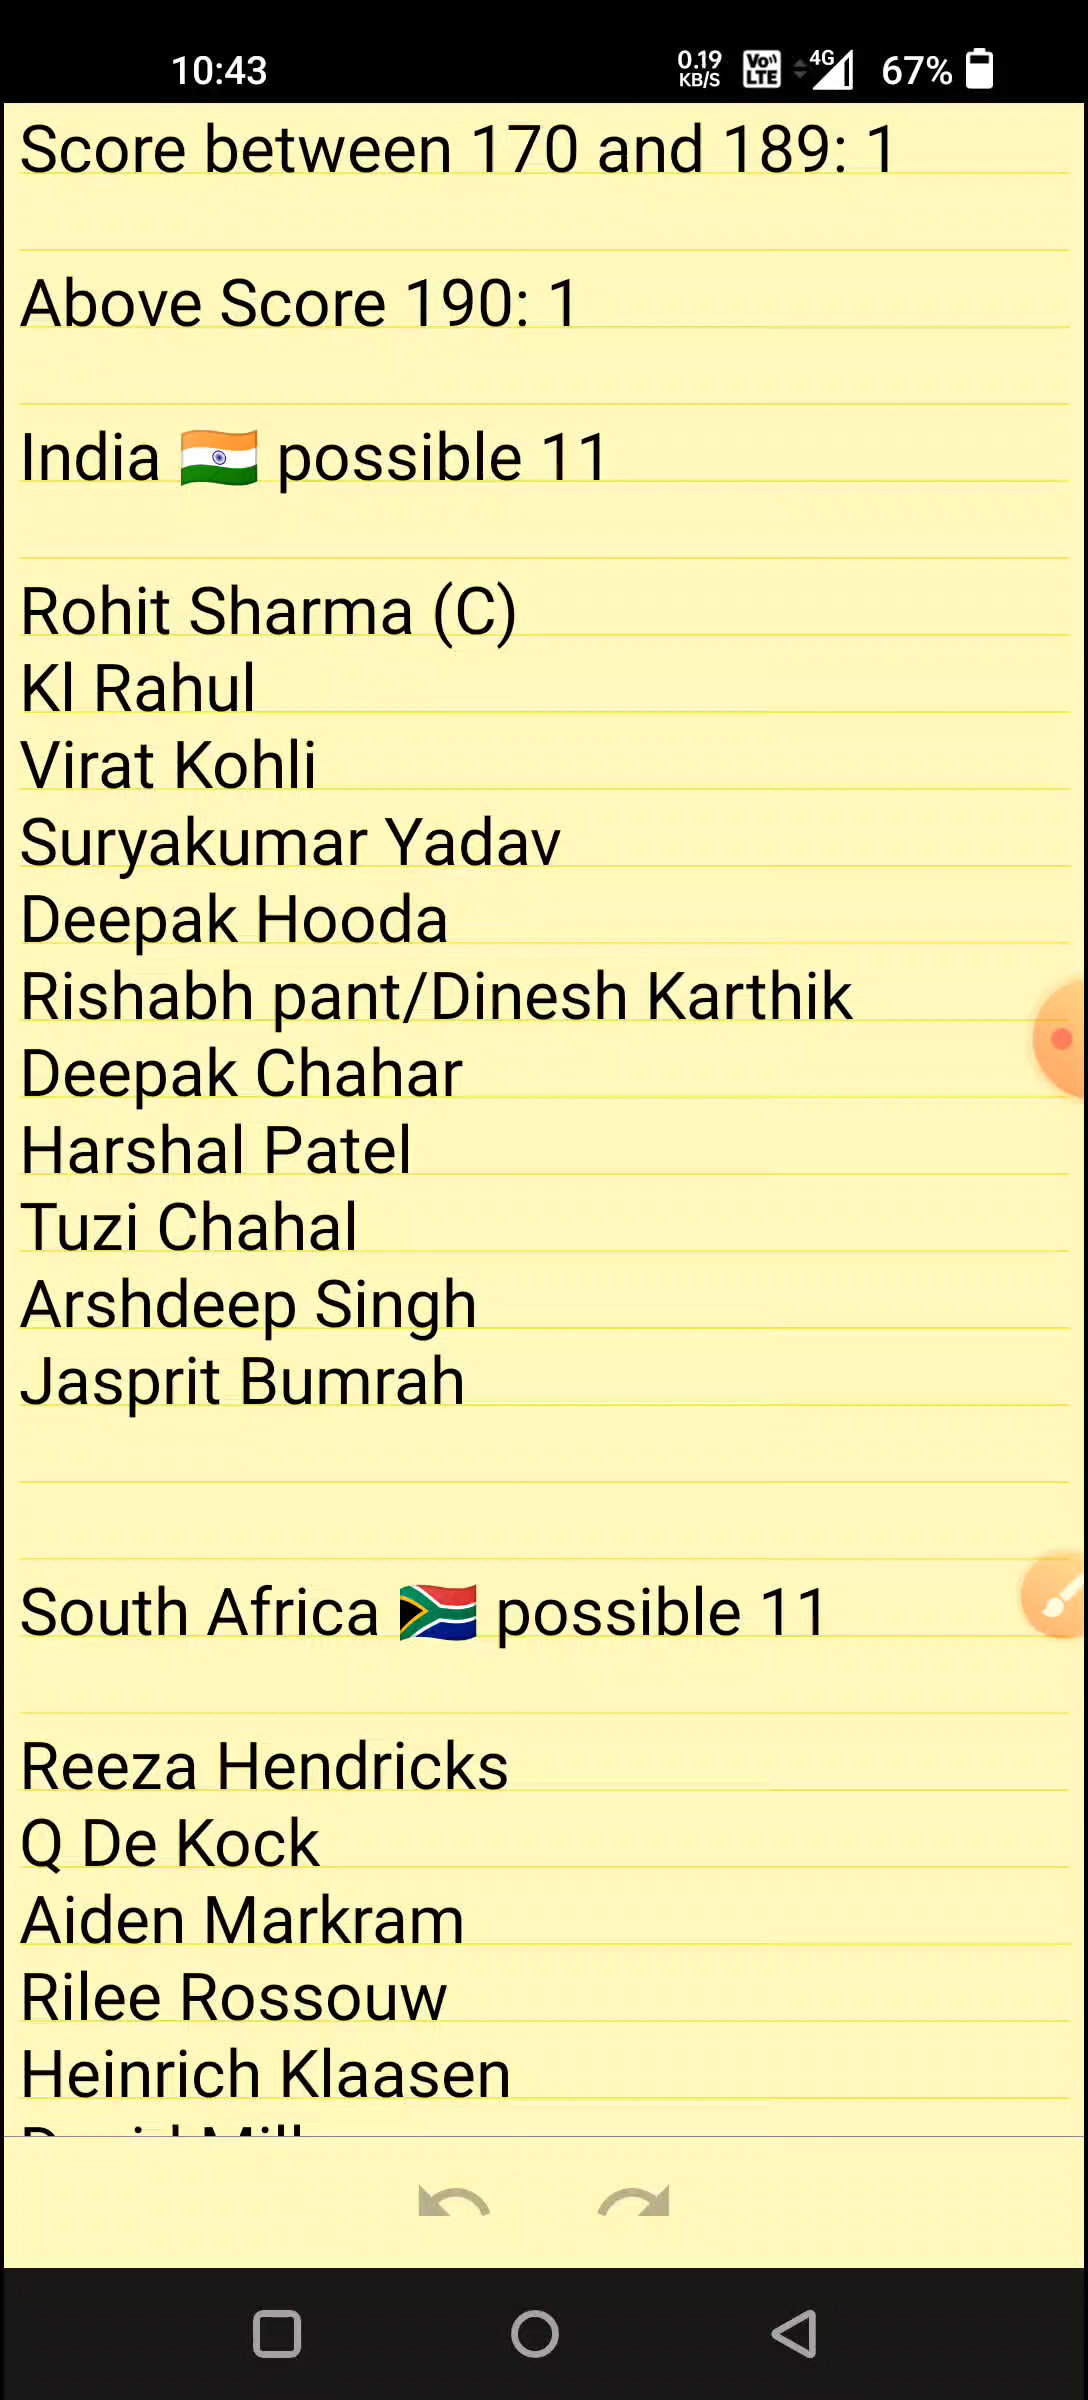 10:43
0.19 KB/S Vo)) LTE 4G 67%
Score between 170 and 189: 1
Above Score 190: 1
India 🇮🇳 possible 11
Rohit Sharma (C)
Kl Rahul
Virat Kohli
Suryakumar Yadav
Deepak Hooda
Rishabh pant/Dinesh Karthik
Deepak Chahar
Harshal Patel
Tuzi Chahal
Arshdeep Singh
Jasprit Bumrah
South Africa 🇿🇦 possible 11
Reeza Hendricks
Q De Kock
Aiden Markram
Rilee Rossouw
Heinrich Klaasen